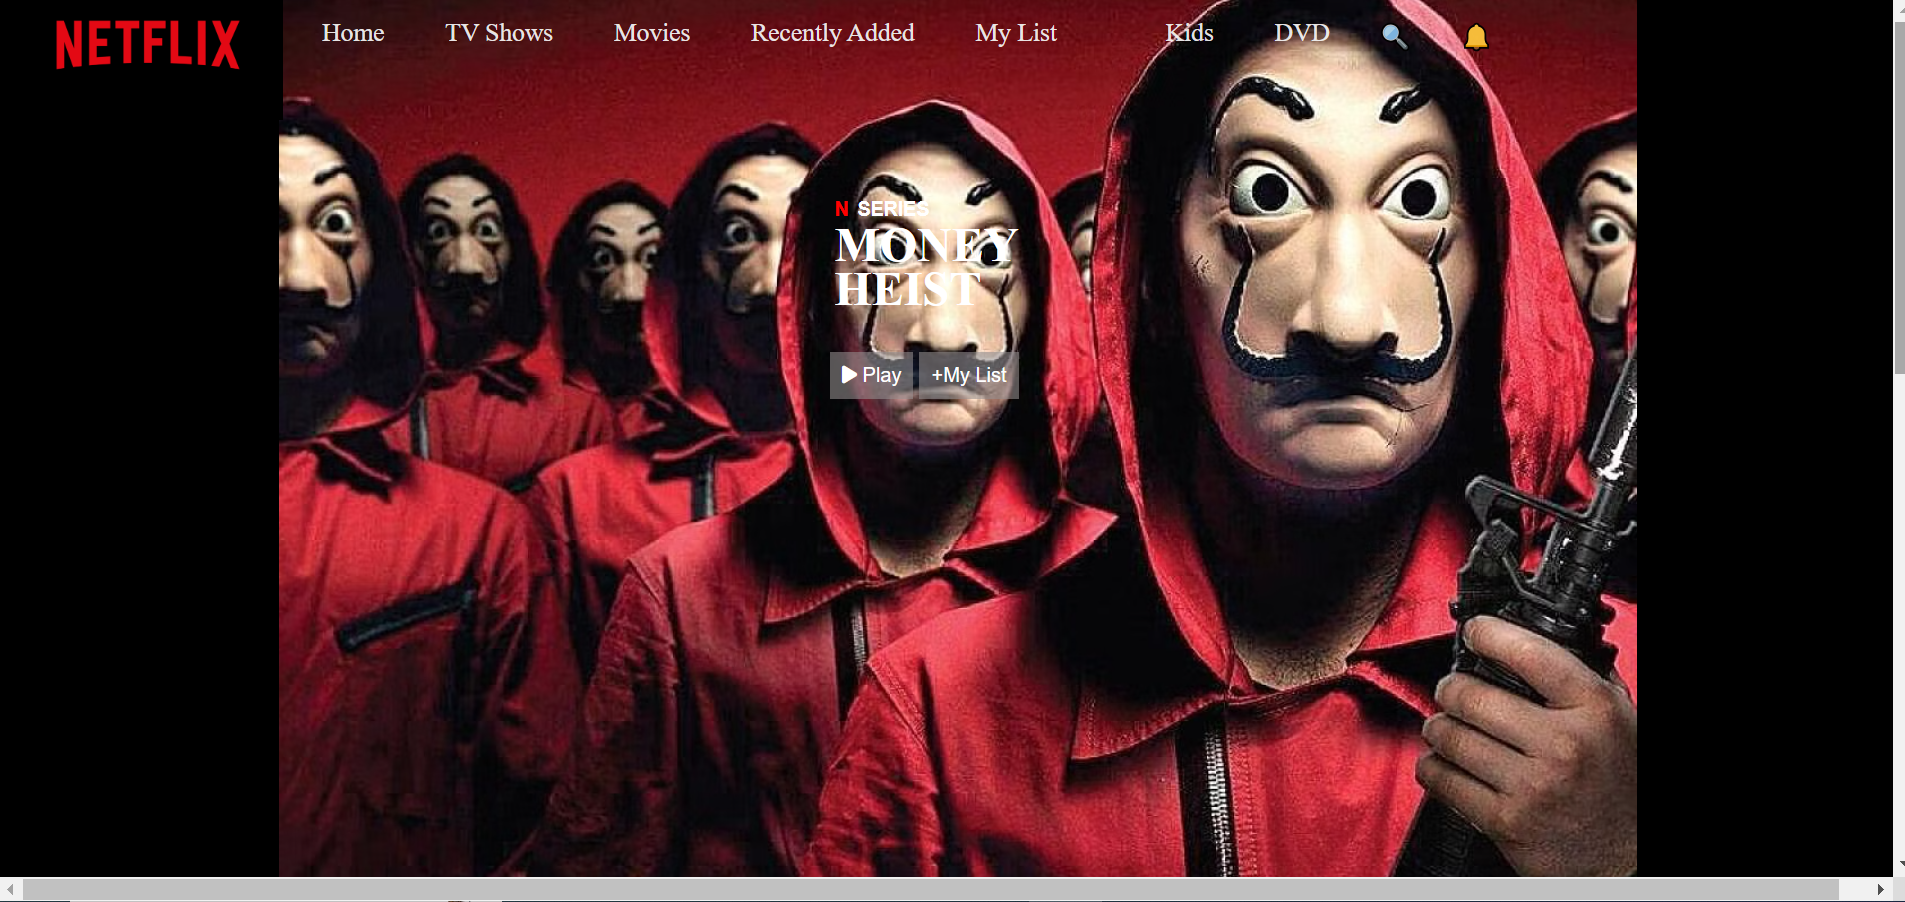 NETFLIX
Home TV Shows Movies Recently Added My List Kids DVD
N SERIES
MONEY
HEIST
Play +My List